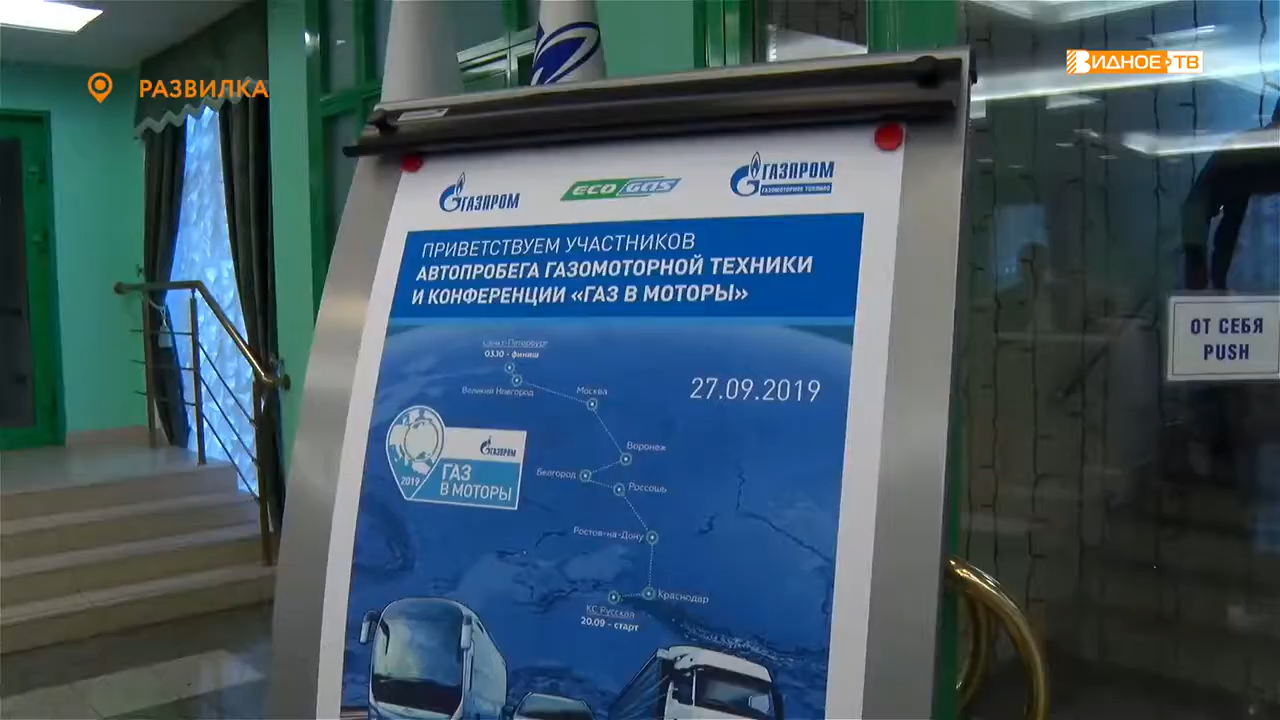 РАЗВИЛКА
ВИДНОЕ ТВ
ГАЗПРОМ
ECO GAS
ГАЗПРОМ
ГАЗОМОТОРНОЕ ТОПЛИВО
ПРИВЕТСТВУЕМ УЧАСТНИКОВ
АВТОПРОБЕГА ГАЗОМОТОРНОЙ ТЕХНИКИ
И КОНФЕРЕНЦИИ «ГАЗ В МОТОРЫ»
27.09.2019
Санкт-Петербург
03.10 - финиш
Великий Новгород
Москва
Воронеж
Белгород
Россошь
Ростов-на-Дону
Краснодар
КС Русская
20.09 - старт
ГАЗПРОМ
2019
ГАЗ
В МОТОРЫ
ОТ СЕБЯ
PUSH